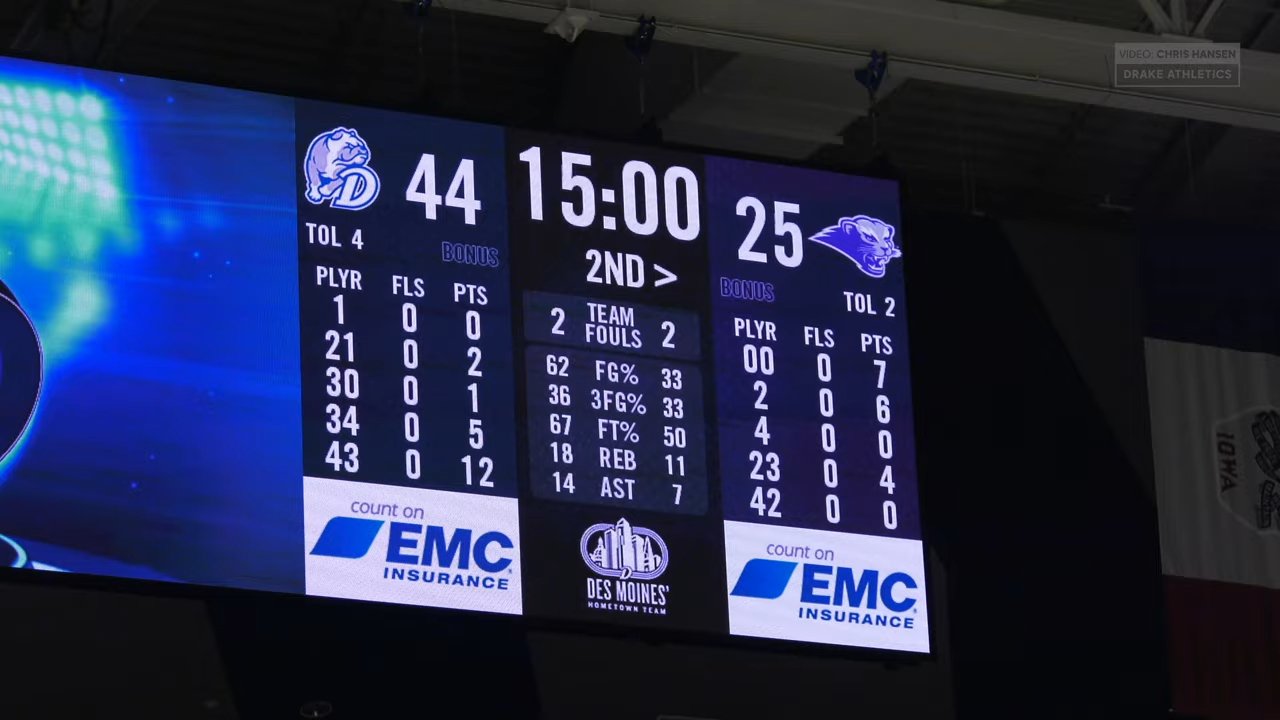 VIDEO: CHRIS HANSEN
DRAKE ATHLETICS
D
44
TOL 4
BONUS
PLYR FLS PTS
1 0 0
21 0 2
30 0 1
34 0 5
43 0 12
15:00
2ND >
2 TEAM FOULS 2
62 FG% 33
36 3FG% 33
67 FT% 50
18 REB 11
14 AST 7
25
BONUS
TOL 2
PLYR FLS PTS
00 0 7
2 0 6
4 0 0
23 0 4
42 0 0
count on
EMC
INSURANCE
DES MOINES'
HOMETOWN TEAM
count on
EMC
INSURANCE
IOWA